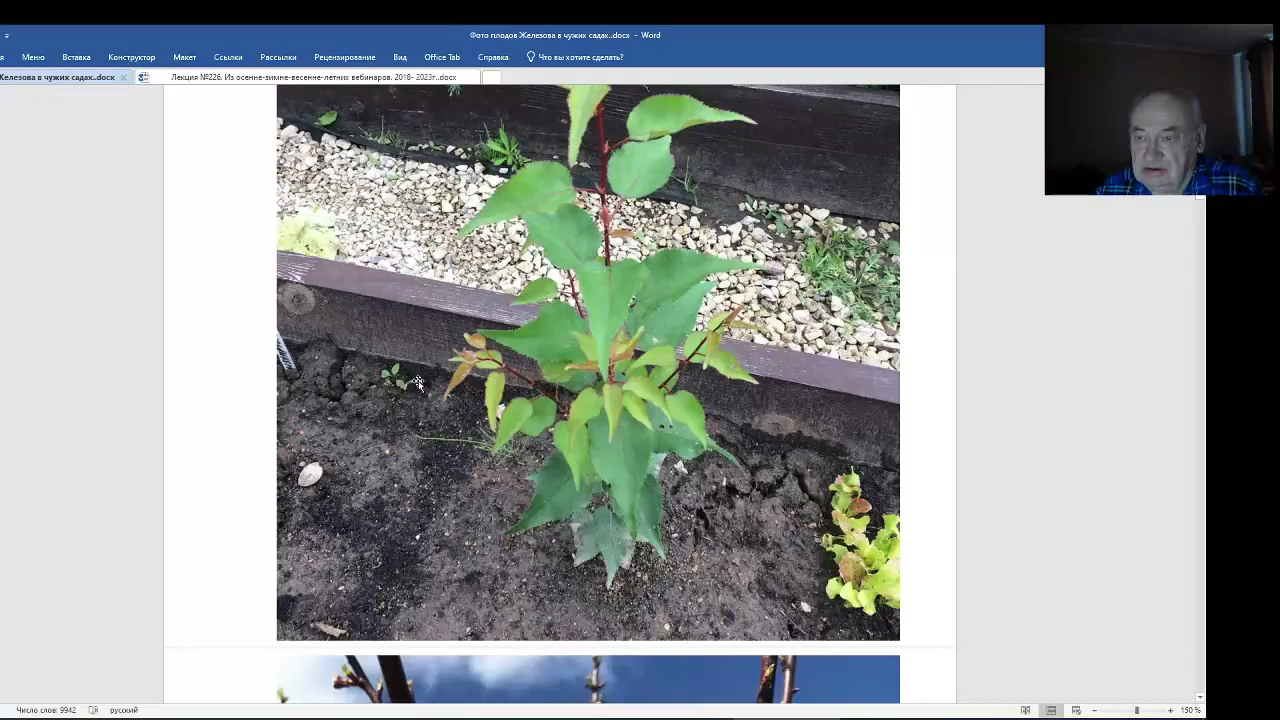 Фото плодов Железова в чужих садах..docx - Word
я Меню Вставка Конструктор Макет Ссылки Рассылки Рецензирование Вид Office Tab Справка Что вы хотите сделать?
Железова в чужих садах..docx Лекция №226. Из осенне-зимне-весенне-летних вебинаров. 2018- 2023г..docx
Число слов: 9942 русский 150 %